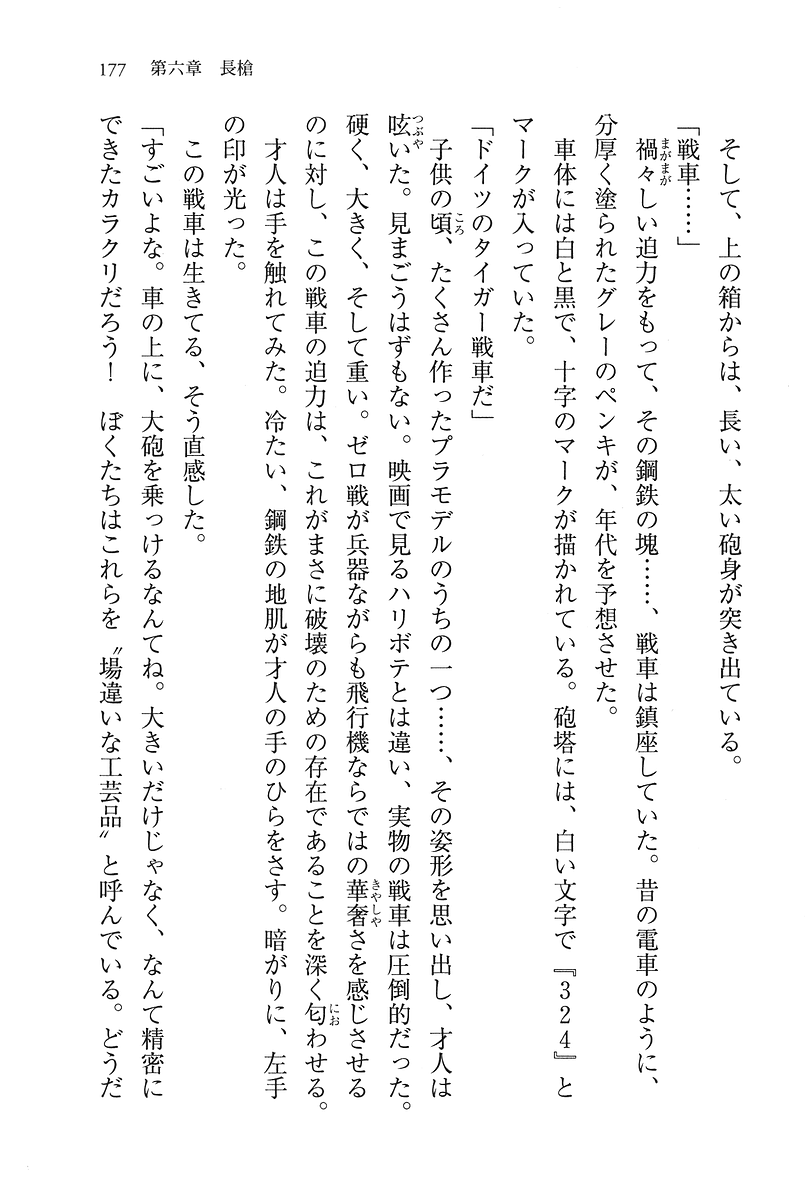 177　第六章　長槍
　そして、上の箱からは、長い、太い砲身が突き出ている。
「戦車……」
　禍々しい迫力をもって、その鋼鉄の塊……、戦車は鎮座していた。昔の電車のように、
分厚く塗られたグレーのペンキが、年代を予想させた。
　車体には白と黒で、十字のマークが描かれている。砲塔には、白い文字で『３２４』と
マークが入っていた。
「ドイツのタイガー戦車だ」
　子供の頃、たくさん作ったプラモデルのうちの一つ……、その姿形を思い出し、才人は
呟いた。見まごうはずもない。映画で見るハリボテとは違い、実物の戦車は圧倒的だった。
硬く、大きく、そして重い。ゼロ戦が兵器ながらも飛行機ならではの華奢さを感じさせる
のに対し、この戦車の迫力は、これがまさに破壊のための存在であることを深く匂わせる。
　才人は手を触れてみた。冷たい、鋼鉄の地肌が才人の手のひらをさす。暗がりに、左手
の印が光った。
　この戦車は生きてる、そう直感した。
「すごいよな。車の上に、大砲を乗っけるなんてね。大きいだけじゃなく、なんて精密に
できたカラクリだろう！　ぼくたちはこれらを〝場違いな工芸品〟と呼んでいる。どうだ